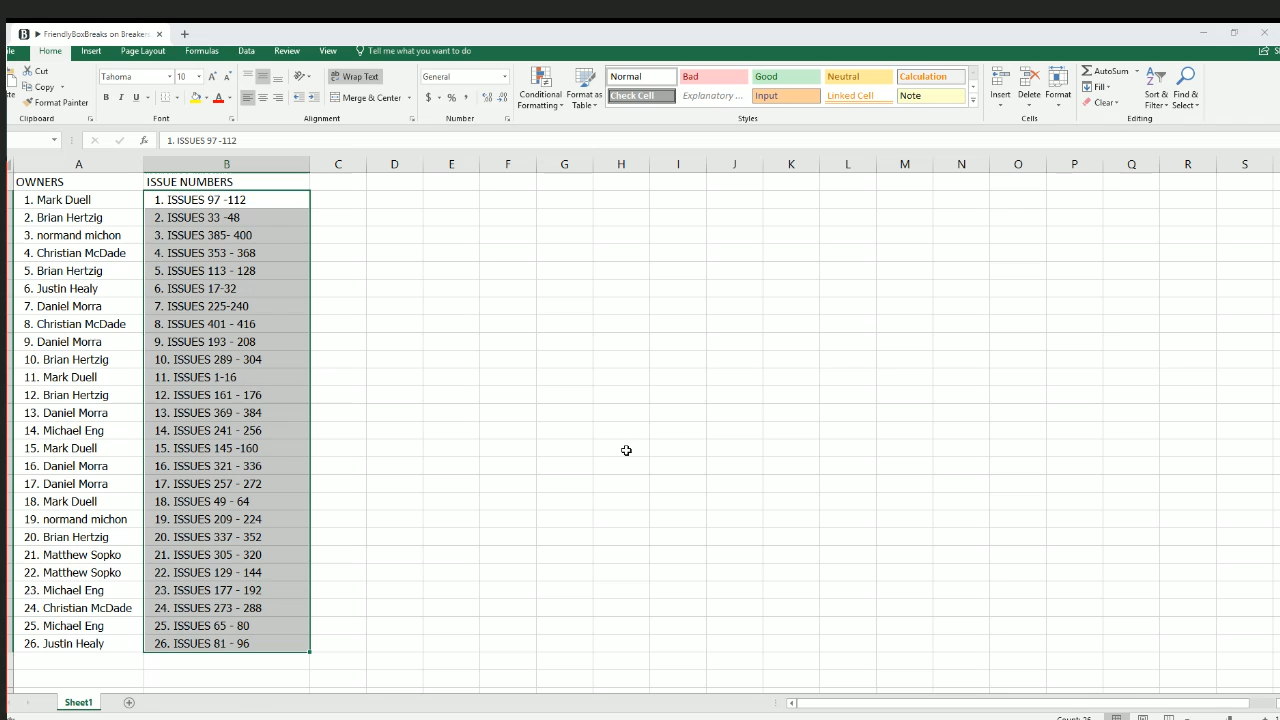 FriendlyBoxBreaks on Breakers
Home Insert Page Layout Formulas Data Review View Tell me what you want to do
Cut
Copy
Format Painter
Clipboard
Tahoma 10
B I U
Font
Wrap Text
Merge & Center
Alignment
General
$ % ,
Number
Conditional Formatting
Format as Table
Normal Bad Good Neutral Calculation
Check Cell Explanatory ... Input Linked Cell Note
Styles
Insert Delete Format
Cells
AutoSum
Fill
Clear
Sort & Filter
Find & Select
Editing
fx 1. ISSUES 97 -112
A B C D E F G H I J K L M N O P Q R S
OWNERS ISSUE NUMBERS
1. Mark Duell 1. ISSUES 97 -112
2. Brian Hertzig 2. ISSUES 33 -48
3. normand michon 3. ISSUES 385- 400
4. Christian McDade 4. ISSUES 353 - 368
5. Brian Hertzig 5. ISSUES 113 - 128
6. Justin Healy 6. ISSUES 17-32
7. Daniel Morra 7. ISSUES 225-240
8. Christian McDade 8. ISSUES 401 - 416
9. Daniel Morra 9. ISSUES 193 - 208
10. Brian Hertzig 10. ISSUES 289 - 304
11. Mark Duell 11. ISSUES 1-16
12. Brian Hertzig 12. ISSUES 161 - 176
13. Daniel Morra 13. ISSUES 369 - 384
14. Michael Eng 14. ISSUES 241 - 256
15. Mark Duell 15. ISSUES 145 -160
16. Daniel Morra 16. ISSUES 321 - 336
17. Daniel Morra 17. ISSUES 257 - 272
18. Mark Duell 18. ISSUES 49 - 64
19. normand michon 19. ISSUES 209 - 224
20. Brian Hertzig 20. ISSUES 337 - 352
21. Matthew Sopko 21. ISSUES 305 - 320
22. Matthew Sopko 22. ISSUES 129 - 144
23. Michael Eng 23. ISSUES 177 - 192
24. Christian McDade 24. ISSUES 273 - 288
25. Michael Eng 25. ISSUES 65 - 80
26. Justin Healy 26. ISSUES 81 - 96
Sheet1